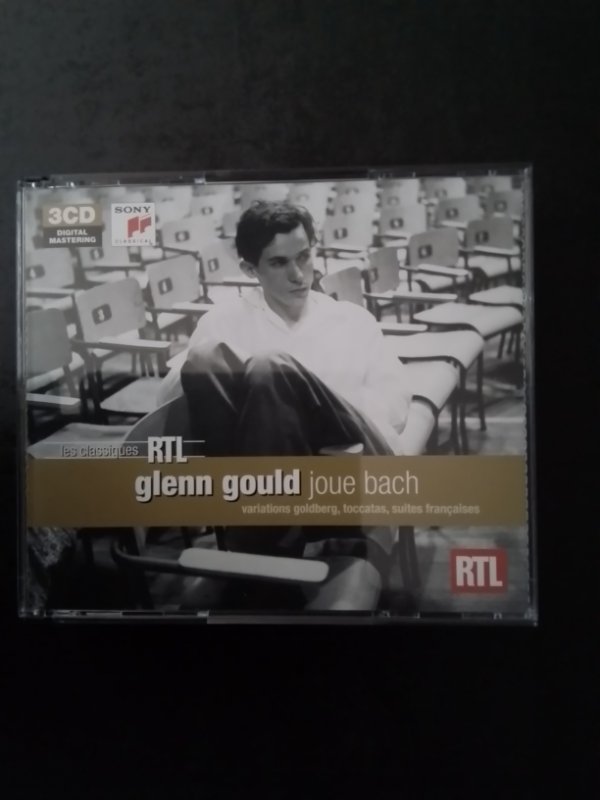 3CD
DIGITAL
MASTERING
SONY
CLASSICAL
les classiques RTL
glenn gould joue bach
variations goldberg, toccatas, suites françaises
RTL